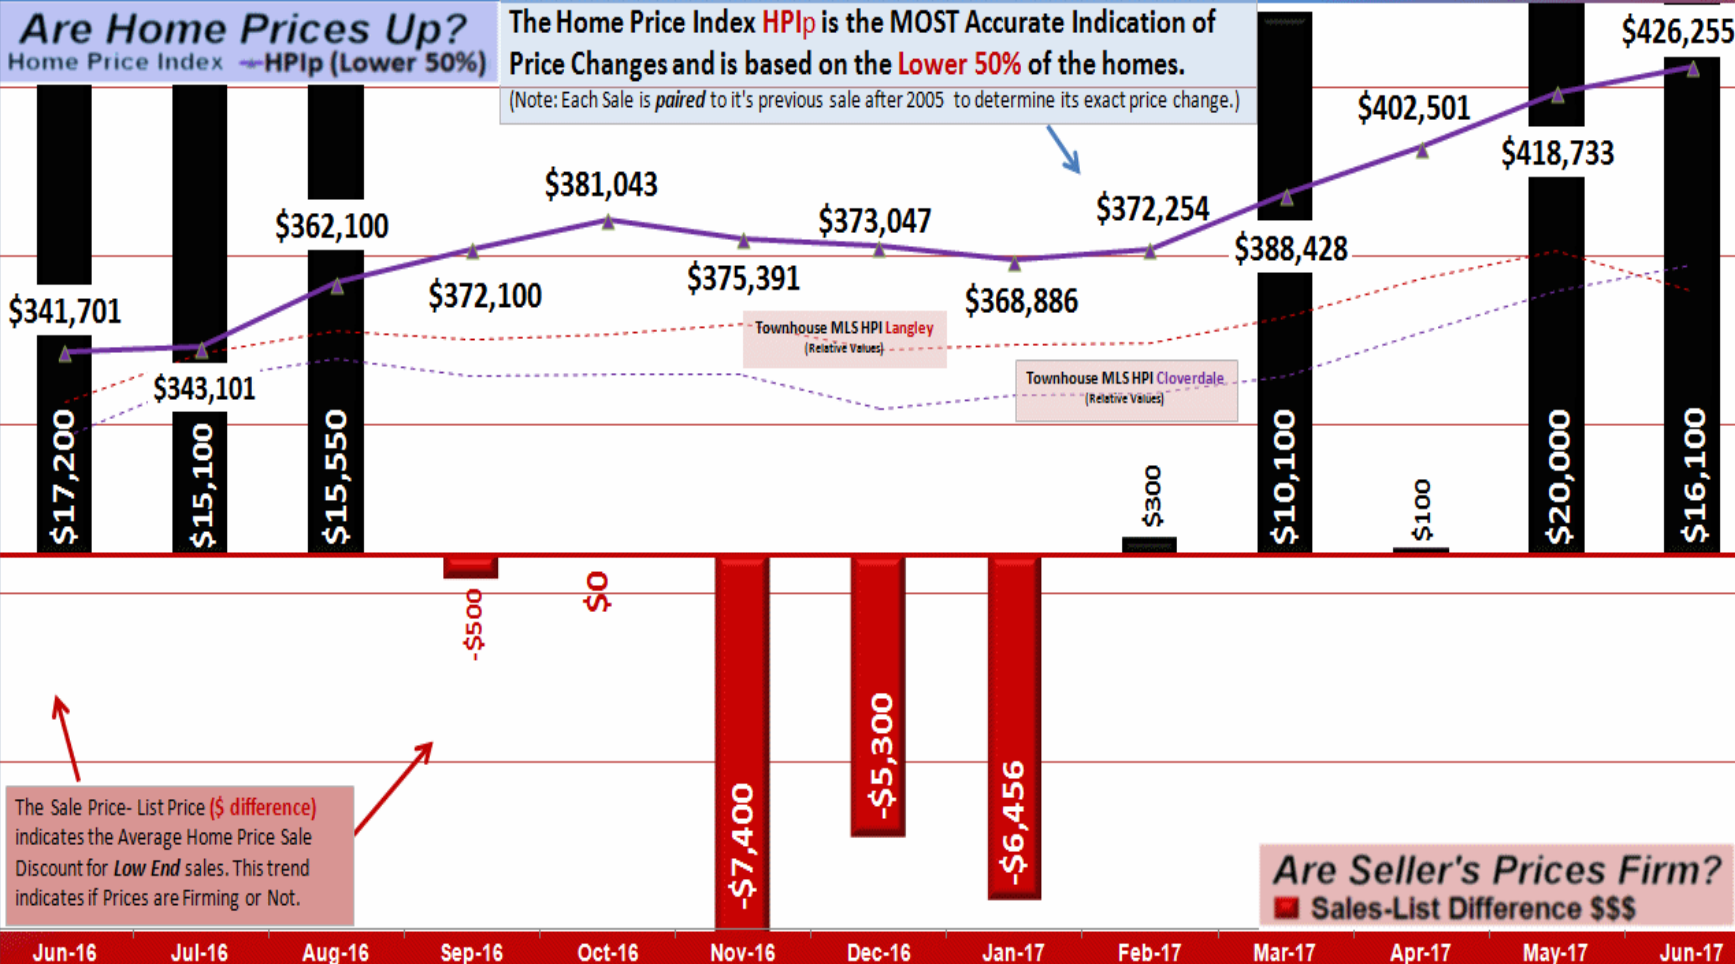 Are Home Prices Up?
Home Price Index HPIp (Lower 50%)
The Home Price Index HPIp is the MOST Accurate Indication of
Price Changes and is based on the Lower 50% of the homes.
(Note: Each Sale is paired to it's previous sale after 2005 to determine its exact price change.)
$341,701
$343,101
$362,100
$372,100
$381,043
$375,391
$373,047
$368,886
$372,254
$388,428
$402,501
$418,733
$426,255
Townhouse MLS HPI Langley
(Relative Values)
Townhouse MLS HPI Cloverdale
(Relative Values)
$17,200
$15,100
$15,550
-$500
$0
-$7,400
-$5,300
-$6,456
$300
$10,100
$100
$20,000
$16,100
The Sale Price- List Price ($ difference)
indicates the Average Home Price Sale
Discount for Low End sales. This trend
indicates if Prices are Firming or Not.
Are Seller's Prices Firm?
Sales-List Difference $$$
Jun-16 Jul-16 Aug-16 Sep-16 Oct-16 Nov-16 Dec-16 Jan-17 Feb-17 Mar-17 Apr-17 May-17 Jun-17